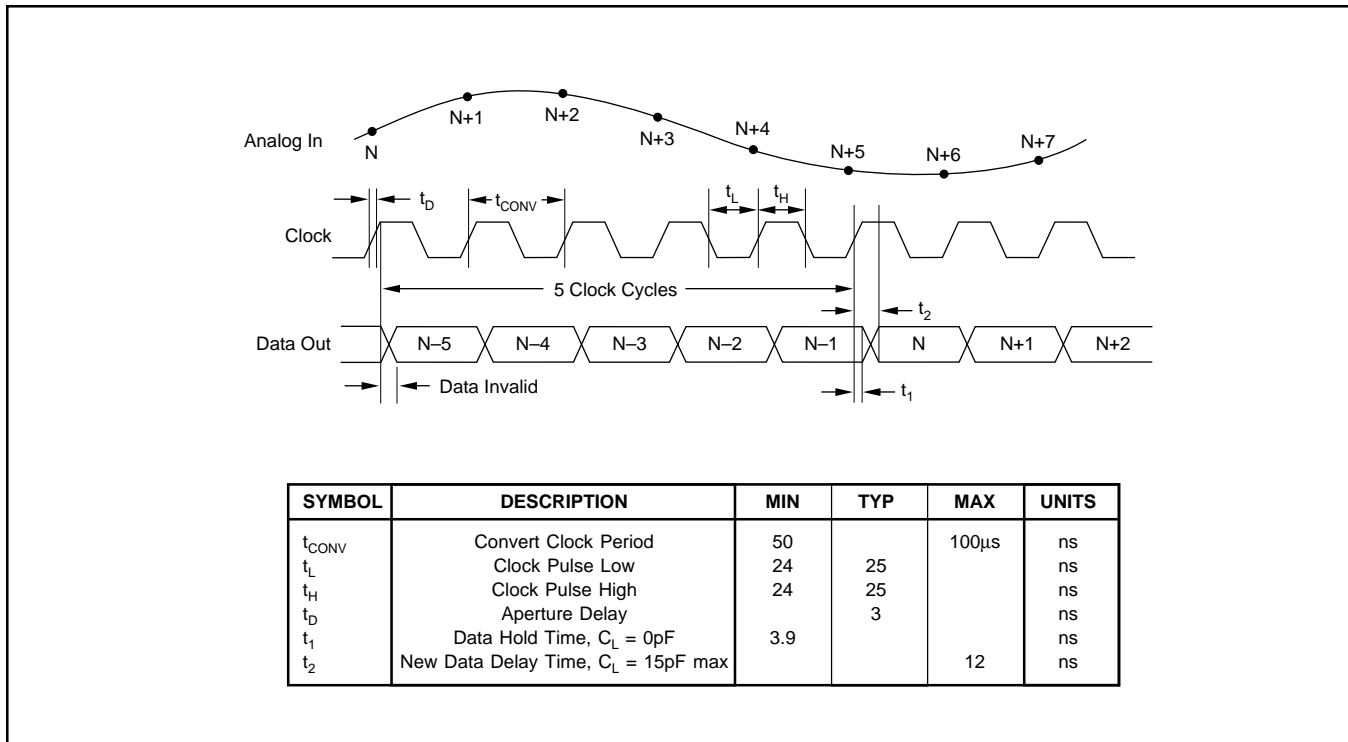 N+1 N+2 N+4 N+7
Analog In N N+3 N+5 N+6
t_D t_CONV t_L t_H
Clock
5 Clock Cycles
t_2
Data Out N–5 N–4 N–3 N–2 N–1 N N+1 N+2
Data Invalid t_1
SYMBOL DESCRIPTION MIN TYP MAX UNITS
t_CONV Convert Clock Period 50 100µs ns
t_L Clock Pulse Low 24 25 ns
t_H Clock Pulse High 24 25 ns
t_D Aperture Delay 3 ns
t_1 Data Hold Time, C_L = 0pF 3.9 ns
t_2 New Data Delay Time, C_L = 15pF max 12 ns